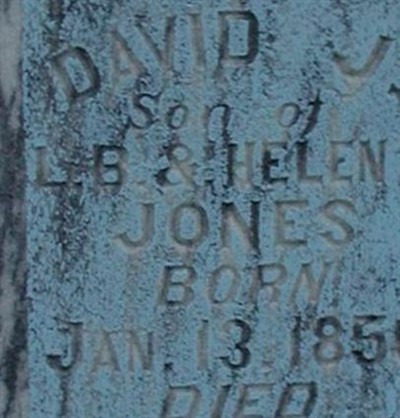 DAVID J
Son of
L.B. & HELEN
JONES
BORN
JAN. 13, 185
DIED